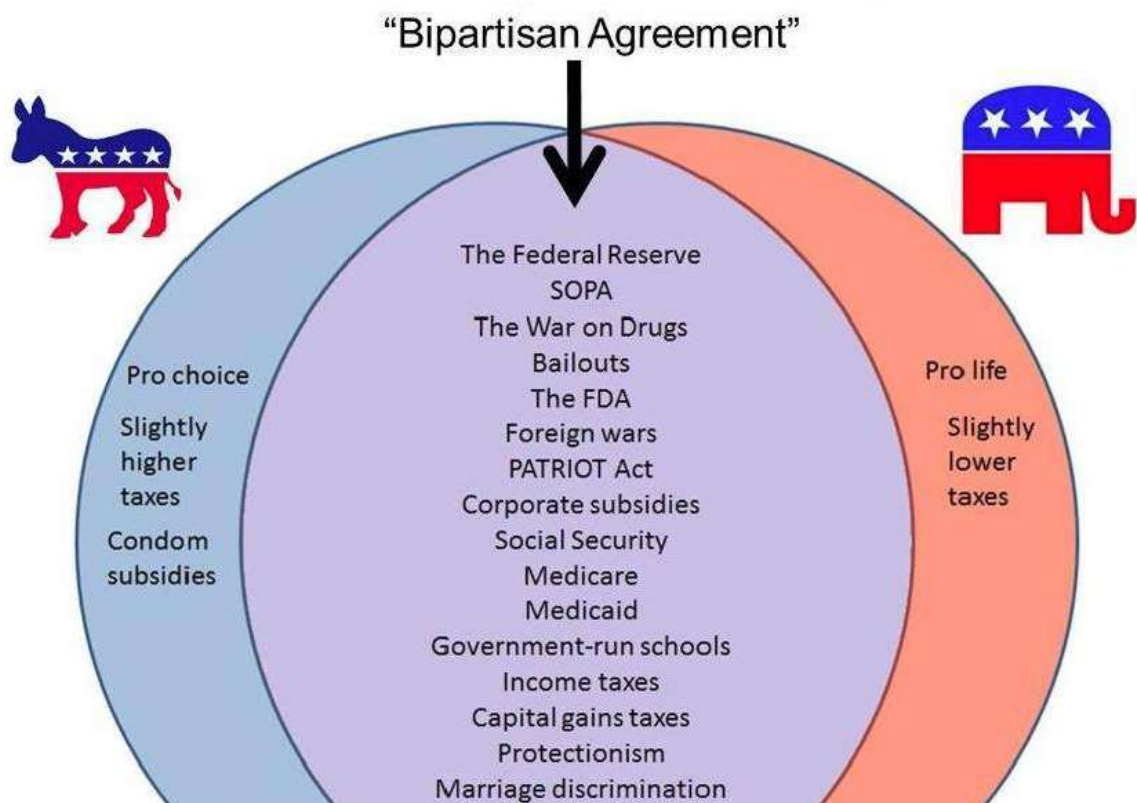 “Bipartisan Agreement”
The Federal Reserve
SOPA
The War on Drugs
Bailouts
The FDA
Foreign wars
PATRIOT Act
Corporate subsidies
Social Security
Medicare
Medicaid
Government-run schools
Income taxes
Capital gains taxes
Protectionism
Marriage discrimination
Pro choice
Slightly
higher
taxes
Condom
subsidies
Pro life
Slightly
lower
taxes